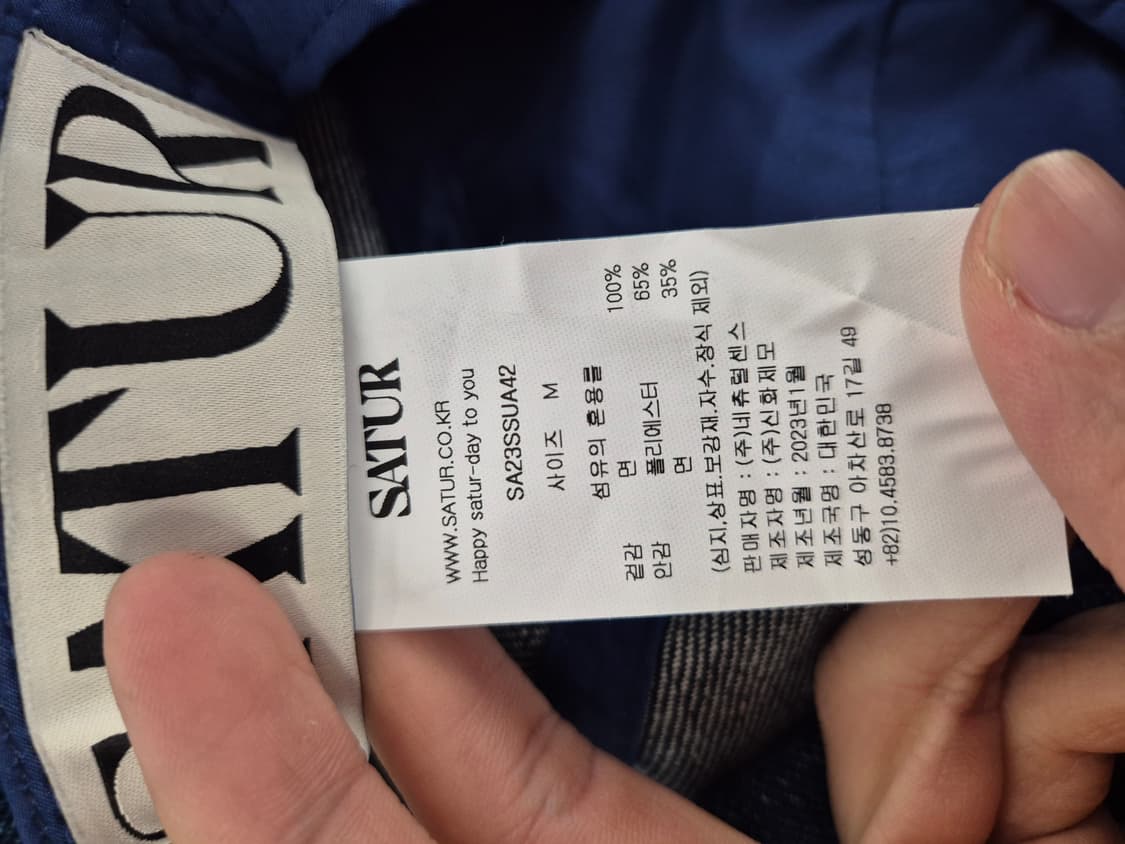 SATUR
SATUR
WWW.SATUR.CO.KR
Happy satur-day to you
SA23SSUA42
사이즈 M
섬유의 혼용률
겉감 면 100%
안감 폴리에스터 65%
면 35%
(심지,상표,보강재,자수,장식 제외)
판매자명 : (주)네츄럴센스
제조자명 : (주)신화제모
제조년월 : 2023년1월
제조국명 : 대한민국
성동구 아차산로 17길 49
+82)10.4583.8738